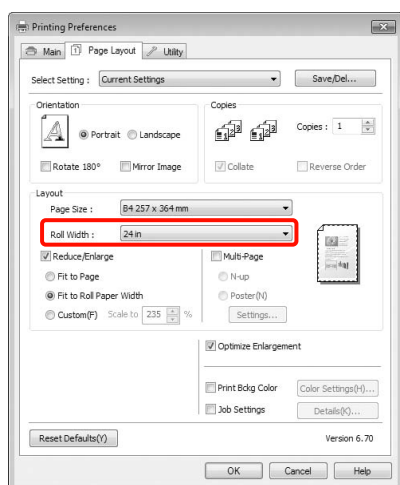 Printing Preferences
Main Page Layout Utility
Select Setting : Current Settings Save/Del...
Orientation Copies
Portrait Landscape Copies : 1
Rotate 180° Mirror Image Collate Reverse Order
Layout
Page Size : B4 257 x 364 mm
Roll Width : 24 in
Reduce/Enlarge Multi-Page
Fit to Page N-up
Fit to Roll Paper Width Poster(N)
Custom(F) Scale to 235 % Settings...
Optimize Enlargement
Print Bckg Color Color Settings(H)...
Job Settings Details(K)...
Reset Defaults(Y) Version 6.70
OK Cancel Help